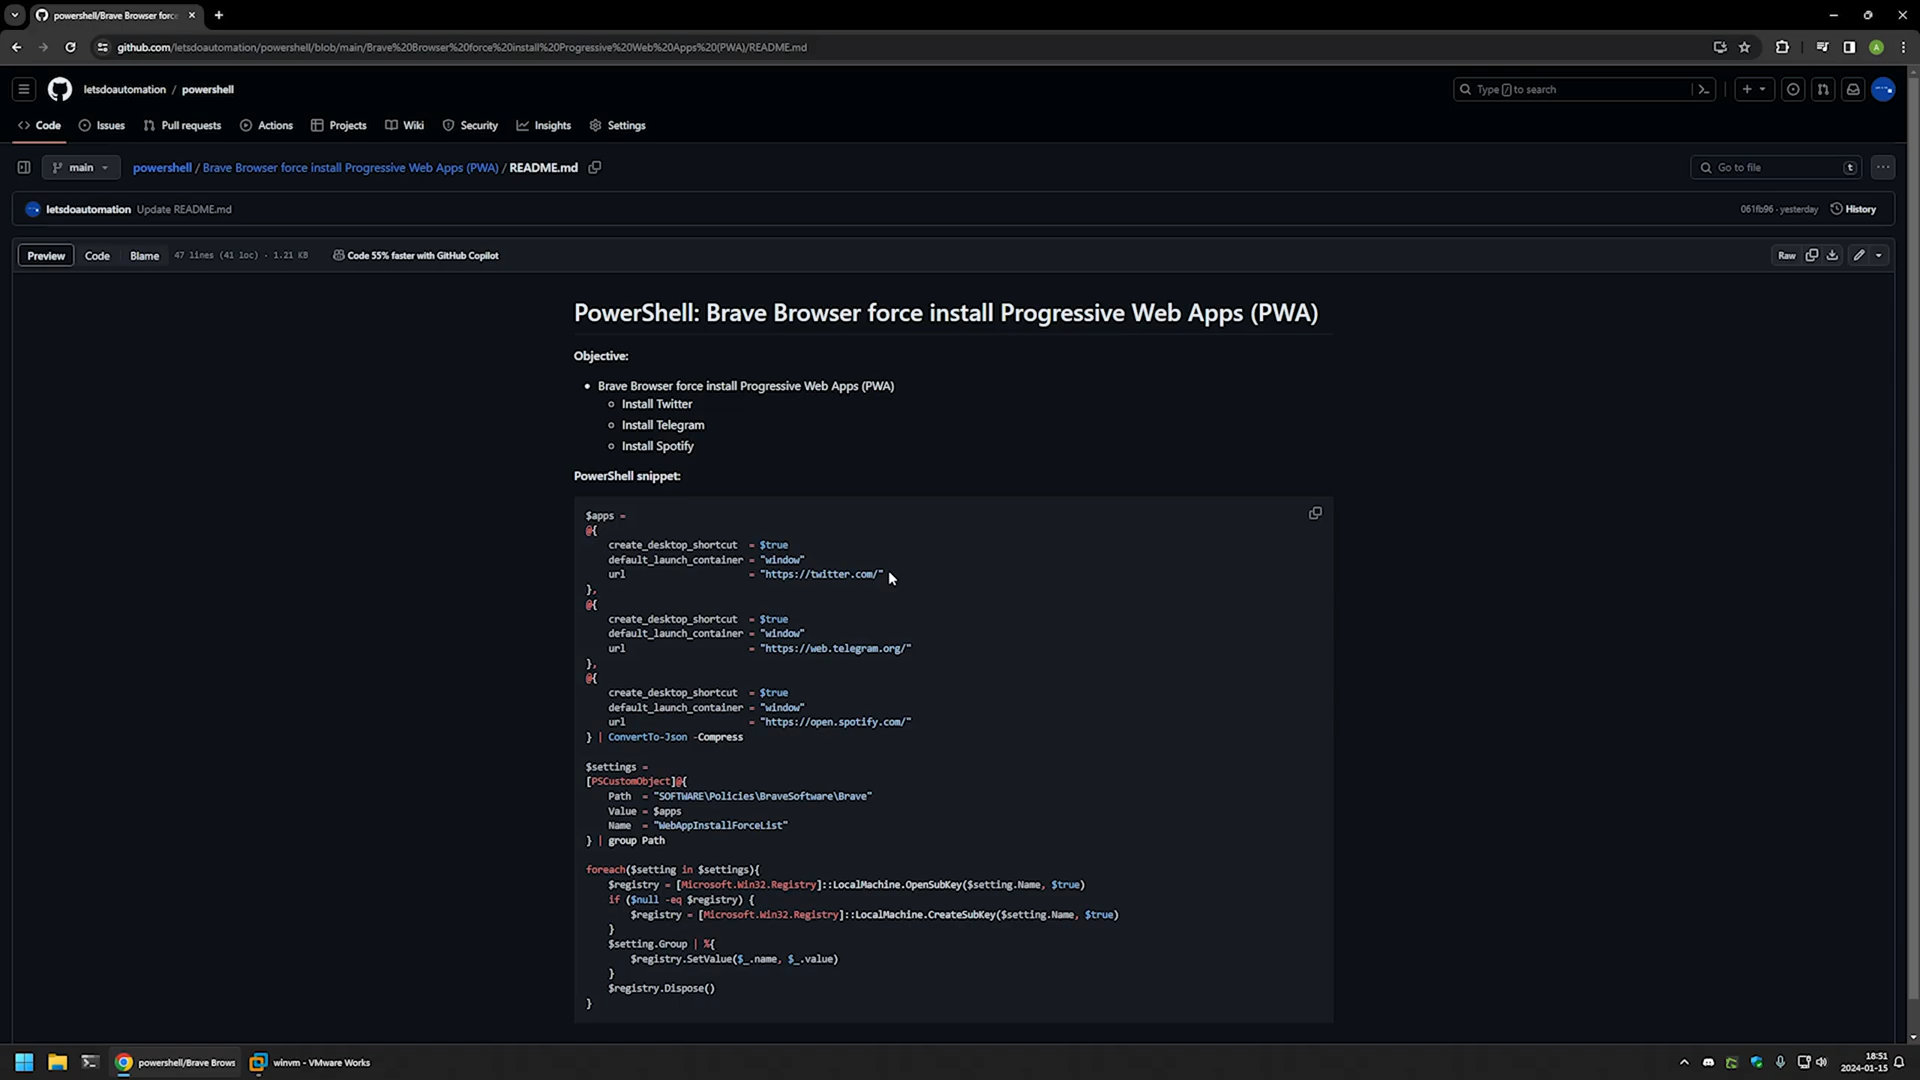 powershell/Brave Browser forc
github.com/letsdoautomation/powershell/blob/main/Brave%20Browser%20force%20install%20Progressive%20Web%20Apps%20(PWA)/README.md
A
letsdoautomation / powershell
Type / to search
Code Issues Pull requests Actions Projects Wiki Security Insights Settings
main powershell / Brave Browser force install Progressive Web Apps (PWA) / README.md
Go to file t
letsdoautomation Update README.md
061fb96 · yesterday History
Preview Code Blame 47 lines (41 loc) · 1.21 KB Code 55% faster with GitHub Copilot
Raw
PowerShell: Brave Browser force install Progressive Web Apps (PWA)
Objective:
Brave Browser force install Progressive Web Apps (PWA)
Install Twitter
Install Telegram
Install Spotify
PowerShell snippet:
$apps =
@{
create_desktop_shortcut = $true
default_launch_container = "window"
url = "https://twitter.com/"
},
@{
create_desktop_shortcut = $true
default_launch_container = "window"
url = "https://web.telegram.org/"
},
@{
create_desktop_shortcut = $true
default_launch_container = "window"
url = "https://open.spotify.com/"
} | ConvertTo-Json -Compress
$settings =
[PSCustomObject]@{
Path = "SOFTWARE\Policies\BraveSoftware\Brave"
Value = $apps
Name = "WebAppInstallForceList"
} | group Path
foreach($setting in $settings){
$registry = [Microsoft.Win32.Registry]::LocalMachine.OpenSubKey($setting.Name, $true)
if ($null -eq $registry) {
$registry = [Microsoft.Win32.Registry]::LocalMachine.CreateSubKey($setting.Name, $true)
}
$setting.Group | %{
$registry.SetValue($_.name, $_.value)
}
$registry.Dispose()
}
powershell/Brave Brows
winvm - VMware Works
18:51
2024-01-15